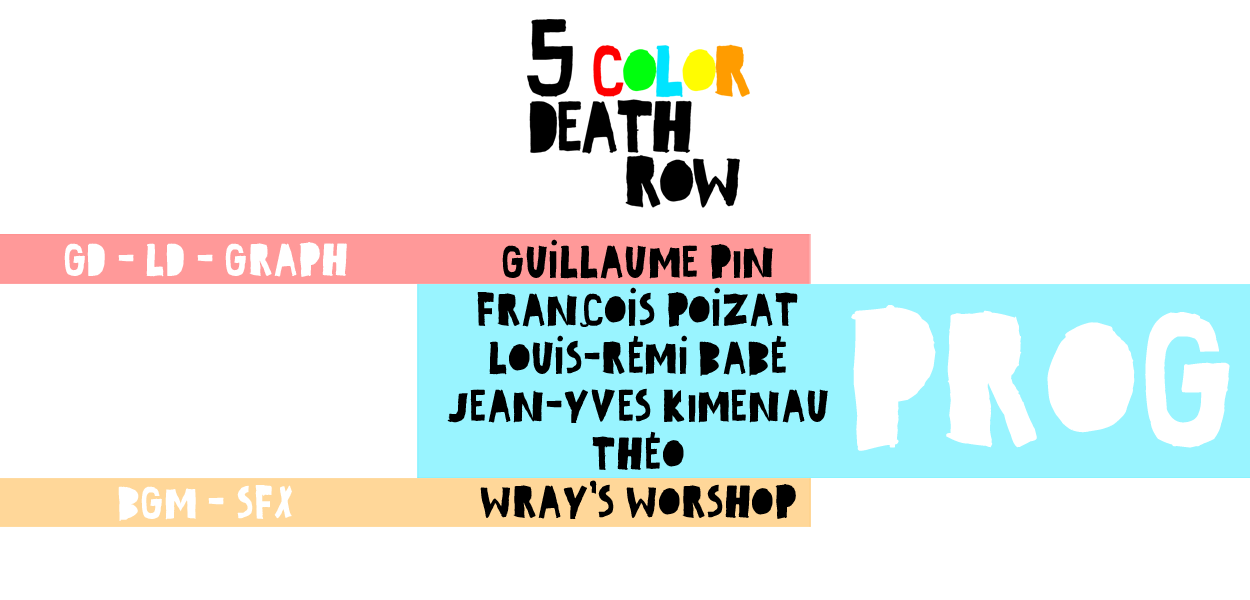 5 COLOR
DEATH
ROW
GD - LD - GRAPH GUiLLAUME PiN
FRANÇOiS POiZAT
LOUiS-RÉMi BABÉ
JEAN-YVES KiMENAU
THÉO
PROG
BGM - SFX WRAY'S WORSHOP